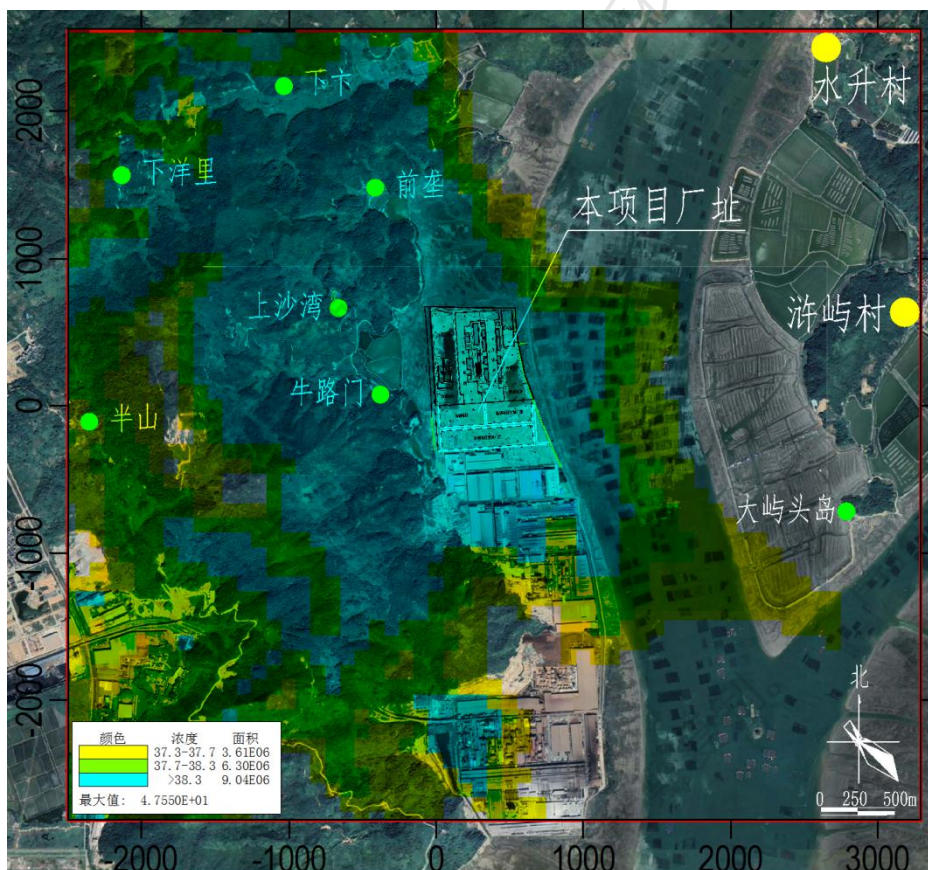 水升村
下卞
下洋里
前垄
本项目厂址
上沙湾
浒屿村
牛路门
半山
大屿头岛
北
0 250 500m
颜色 浓度 面积
37.3-37.7 3.61E06
37.7-38.3 6.30E06
>38.3 9.04E06
最大值: 4.7550E+01
2000
1000
0
-1000
-2000
-2000 -1000 0 1000 2000 3000